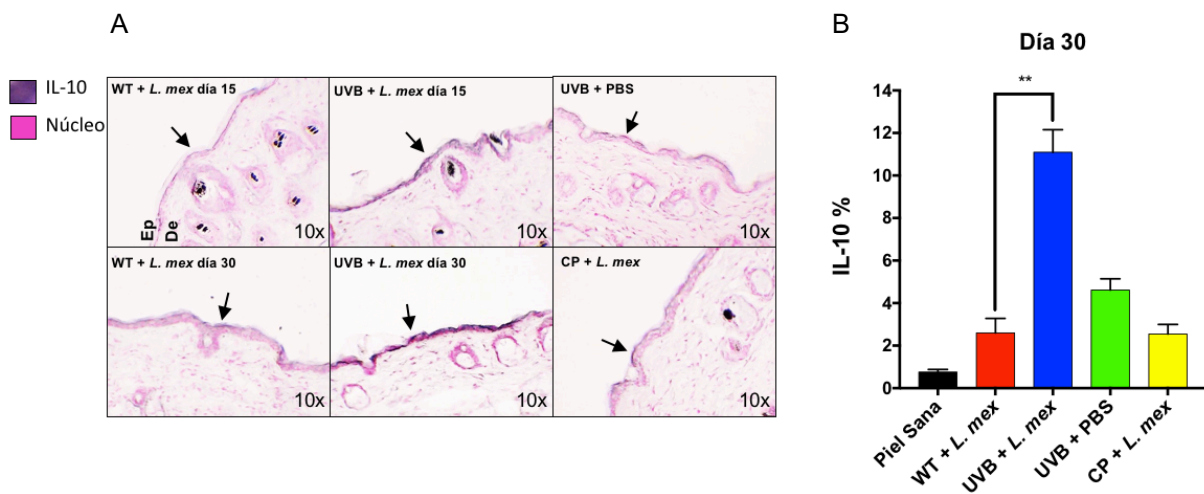 A
IL-10
Núcleo
WT + L. mex día 15
Ep
De
10x
UVB + L. mex día 15
10x
UVB + PBS
10x
WT + L. mex día 30
10x
UVB + L. mex día 30
10x
CP + L. mex
10x
B
Día 30
**
IL-10 %
14
12
10
8
6
4
2
0
Piel Sana
WT + L. mex
UVB + L. mex
UVB + PBS
CP + L. mex